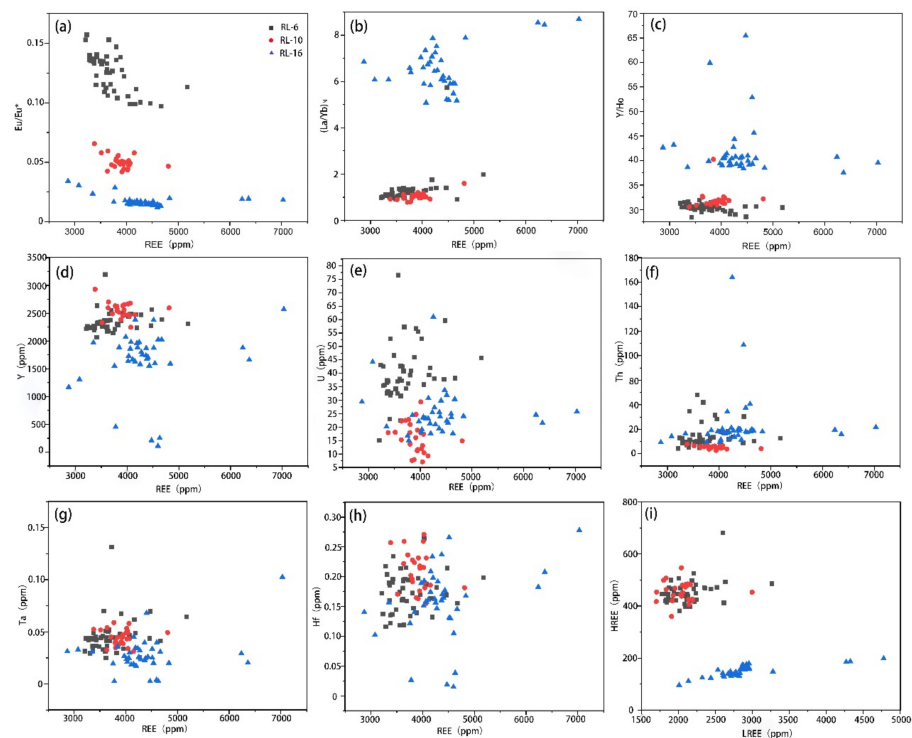 (a)
RL-6
RL-10
RL-16
0.15
0.10
0.05
0
Eu/Eu*
3000 4000 5000 6000 7000
REE (ppm)
(b)
8
6
4
2
0
(La/Yb)N
3000 4000 5000 6000 7000
REE (ppm)
(c)
70
65
60
55
50
45
40
35
30
Y/Ho
3000 4000 5000 6000 7000
REE (ppm)
(d)
3500
3000
2500
2000
1500
1000
500
0
Y (ppm)
3000 4000 5000 6000 7000
REE (ppm)
(e)
80
75
70
65
60
55
50
45
40
35
30
25
20
15
10
5
U (ppm)
3000 4000 5000 6000 7000
REE (ppm)
(f)
180
160
140
120
100
80
60
40
20
0
Th (ppm)
3000 4000 5000 6000 7000
REE (ppm)
(g)
0.15
0.10
0.05
0
Ta (ppm)
3000 4000 5000 6000 7000
REE (ppm)
(h)
0.30
0.25
0.20
0.15
0.10
0.05
0
Hf (ppm)
3000 4000 5000 6000 7000
REE (ppm)
(i)
800
600
400
200
0
HREE (ppm)
1500 2000 2500 3000 3500 4000 4500 5000
LREE (ppm)